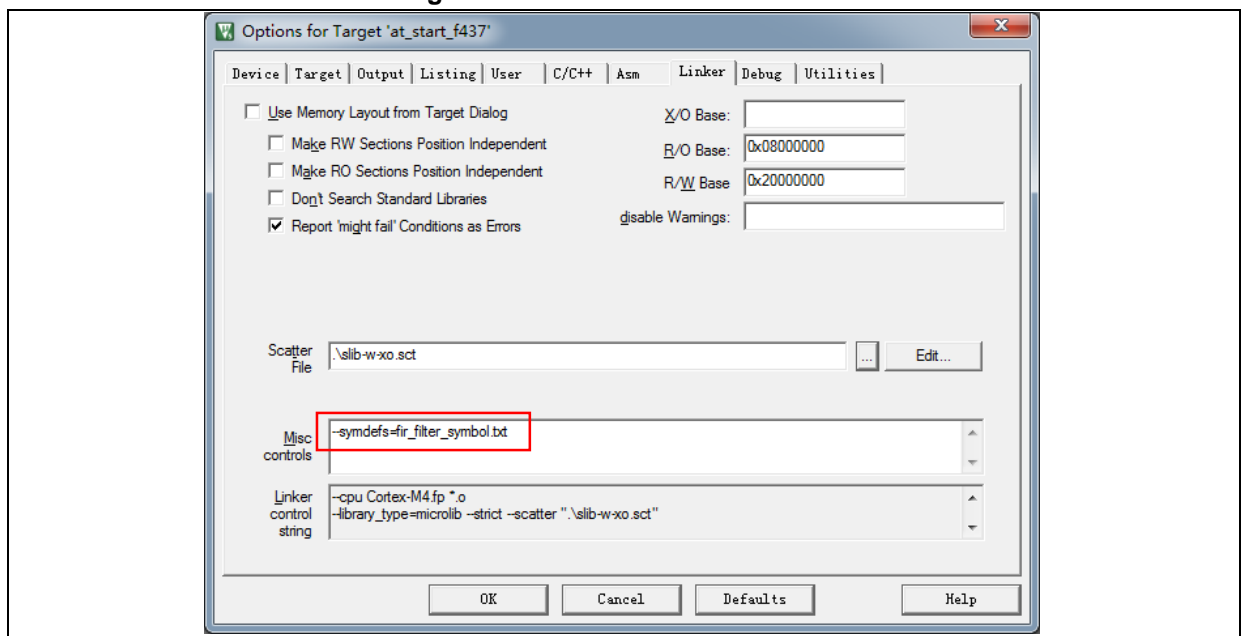 Options for Target 'at_start_f437'
Device Target Output Listing User C/C++ Asm Linker Debug Utilities
Use Memory Layout from Target Dialog
X/O Base:
Make RW Sections Position Independent
R/O Base: 0x08000000
Make RO Sections Position Independent
R/W Base 0x20000000
Don't Search Standard Libraries
disable Warnings:
Report 'might fail' Conditions as Errors
Scatter File
.\slib-w-xo.sct
... Edit...
Misc controls
--symdefs=fir_filter_symbol.txt
Linker control string
--cpu Cortex-M4.fp *.o
--library_type=microlib --strict --scatter ".\slib-w-xo.sct"
OK Cancel Defaults Help